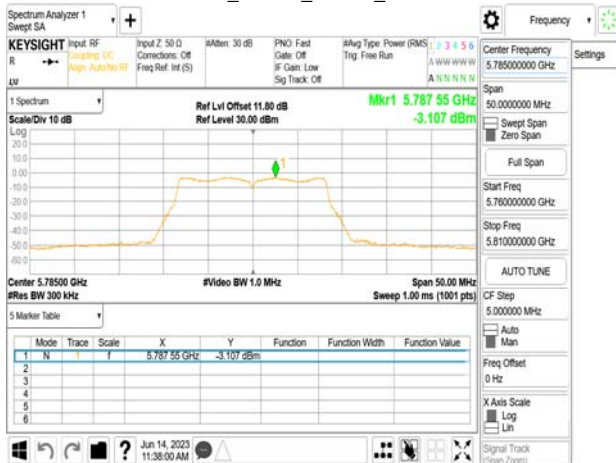 Spectrum Analyzer 1
Swept SA
+
Frequency
KEYSIGHT
R
LV
Input: RF
Coupling: DC
Align: Auto/No RF
Input Z: 50 Ω
Corrections: Off
Freq Ref: Int (S)
#Atten: 30 dB
PNO: Fast
Gate: Off
IF Gain: Low
Sig Track: Off
#Avg Type: Power (RMS
Trig: Free Run
1 2 3 4 5 6
A W W W W W
A N N N N N
Center Frequency
5.785000000 GHz
Settings
Span
50.0000000 MHz
Swept Span
Zero Span
Full Span
Start Freq
5.760000000 GHz
Stop Freq
5.810000000 GHz
AUTO TUNE
CF Step
5.000000 MHz
Auto
Man
Freq Offset
0 Hz
X Axis Scale
Log
Lin
Signal Track
(Span Zoom)
1 Spectrum
Scale/Div 10 dB
Ref Lvl Offset 11.80 dB
Ref Level 30.00 dBm
Mkr1 5.787 55 GHz
-3.107 dBm
Log
20.0
10.0
0.00
-10.0
-20.0
-30.0
-40.0
-50.0
-60.0
1
Center 5.78500 GHz
#Res BW 300 kHz
#Video BW 1.0 MHz
Span 50.00 MHz
Sweep 1.00 ms (1001 pts)
5 Marker Table
Mode Trace Scale X Y Function Function Width Function Value
1 N 1 f 5.787 55 GHz -3.107 dBm
2
3
4
5
6
?
Jun 14, 2023
11:38:00 AM